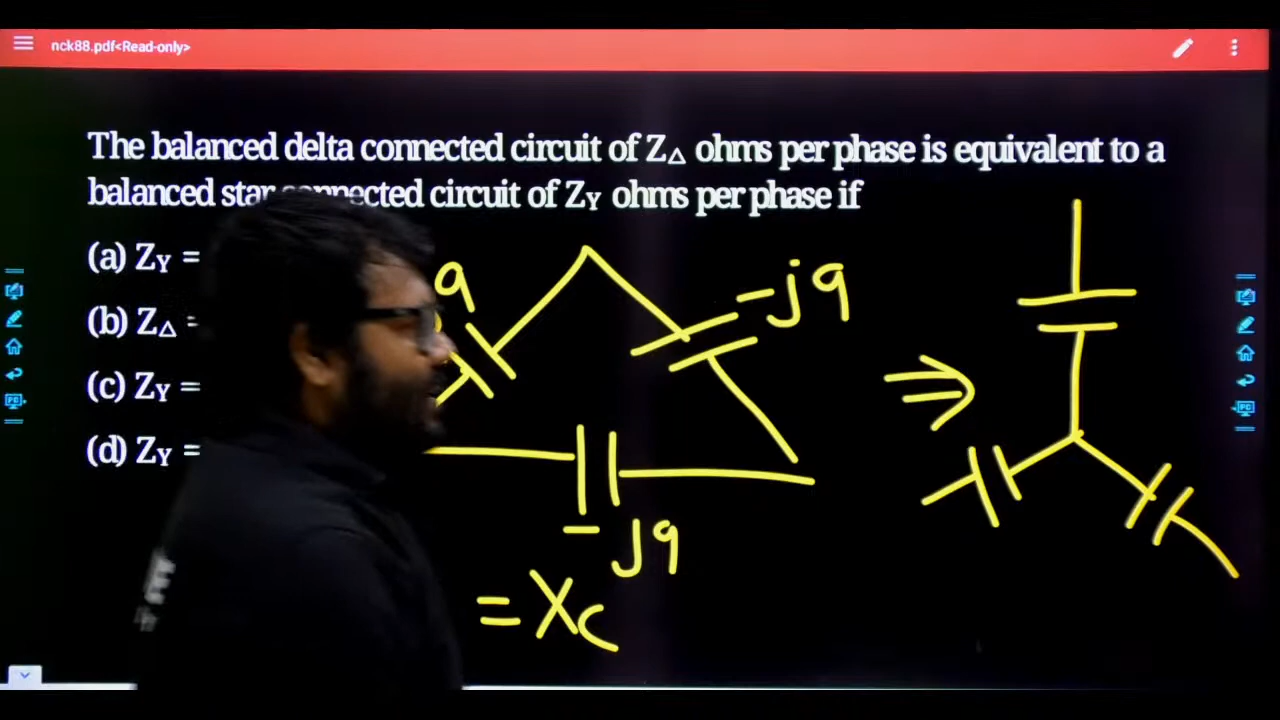 nck88.pdf<Read-only>
The balanced delta connected circuit of Z△ ohms per phase is equivalent to a
balanced star connected circuit of ZY ohms per phase if
(a) ZY =
(b) Z△ =
(c) ZY =
(d) ZY =
9
-j9
-j9
= Xc